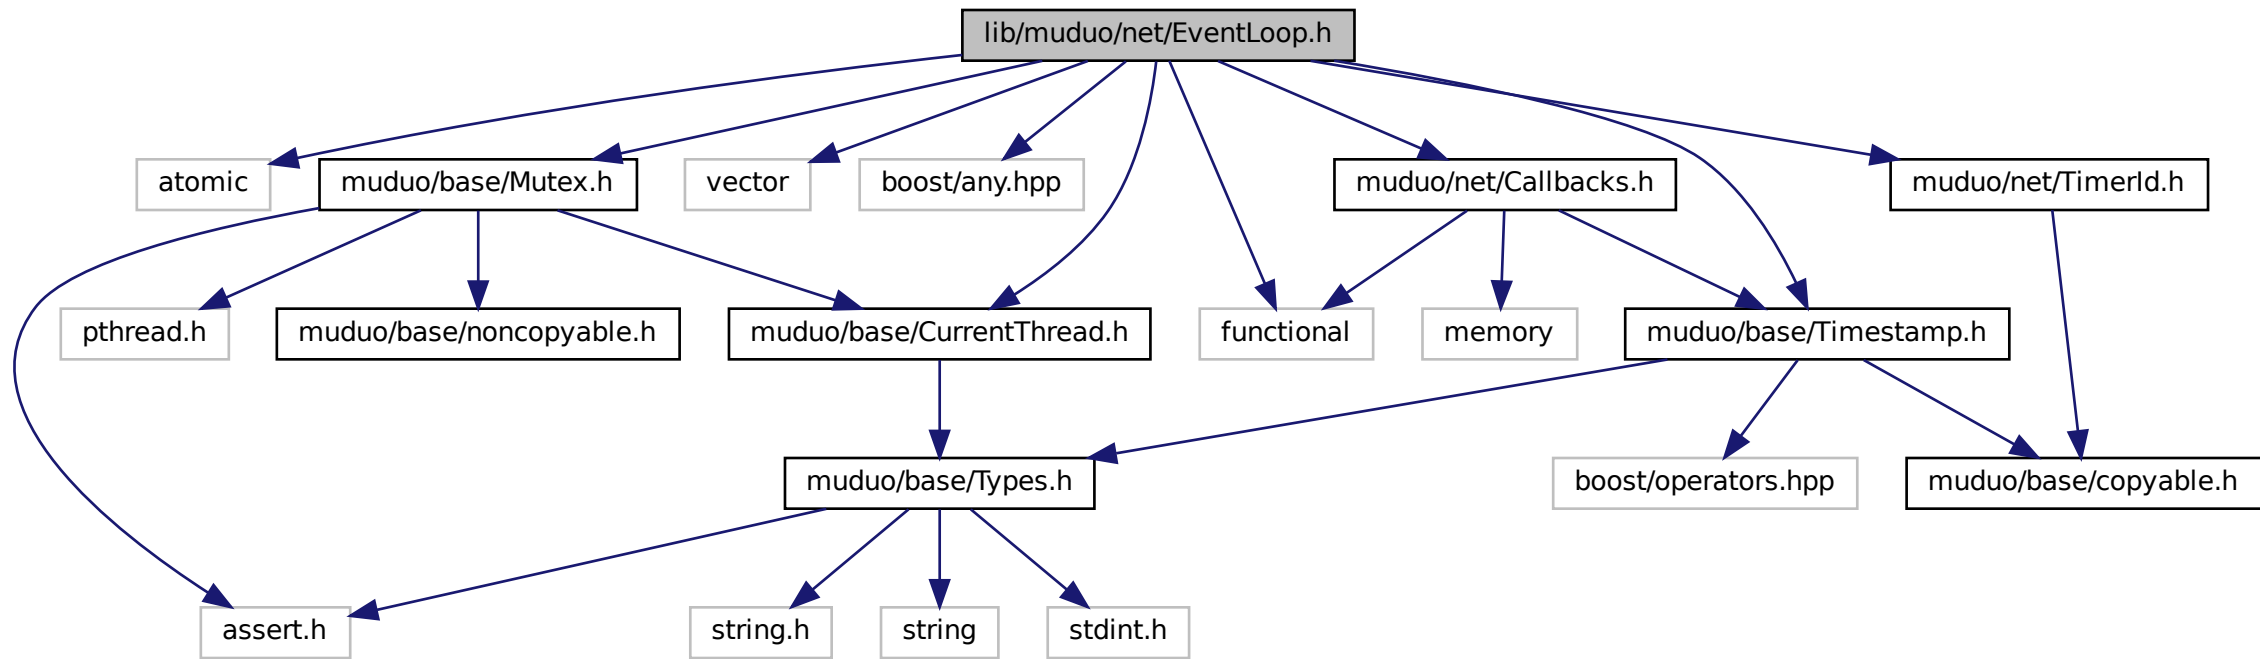 lib/muduo/net/EventLoop.h
atomic
muduo/base/Mutex.h
vector
boost/any.hpp
muduo/net/Callbacks.h
muduo/net/TimerId.h
pthread.h
muduo/base/noncopyable.h
muduo/base/CurrentThread.h
functional
memory
muduo/base/Timestamp.h
muduo/base/Types.h
boost/operators.hpp
muduo/base/copyable.h
assert.h
string.h
string
stdint.h